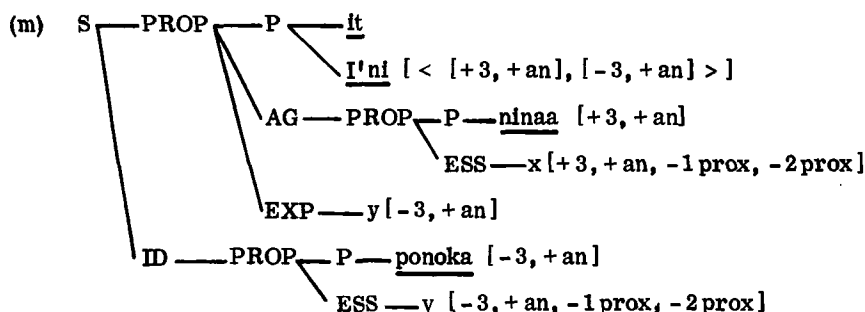 (m) S PROP P it
I'ni [ < [+3, +an], [-3, +an] > ]
AG PROP P ninaa [+3, +an]
ESS x [+3, +an, -1 prox, -2 prox]
EXP y [-3, +an]
ID PROP P ponoka [-3, +an]
ESS y [-3, +an, -1 prox, -2 prox]